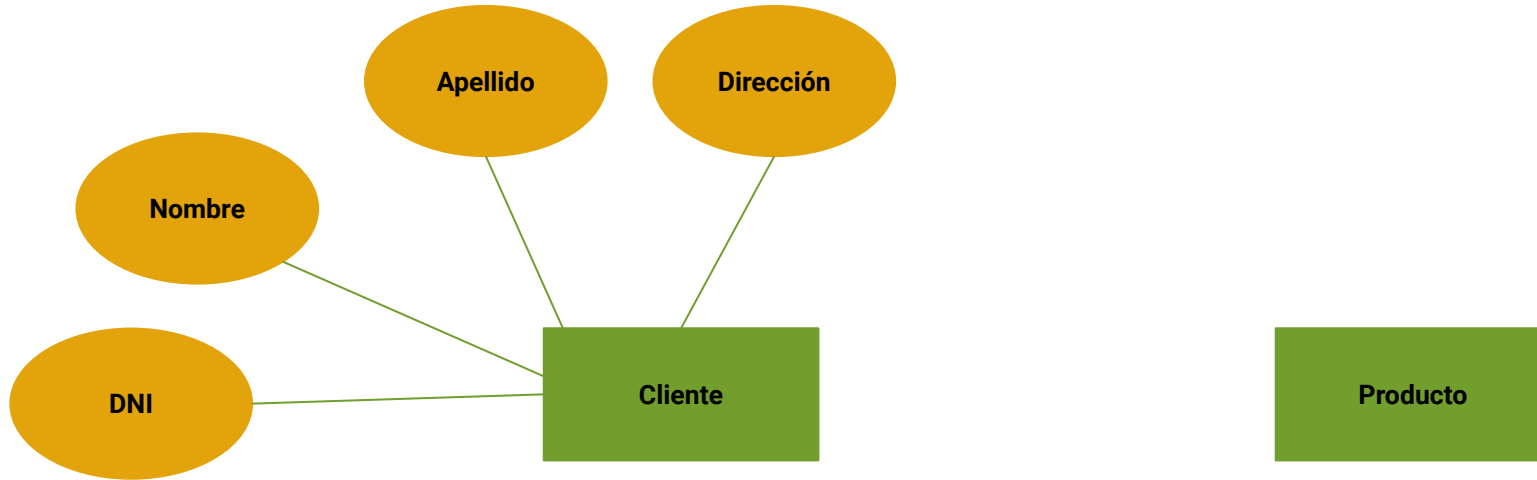 Apellido
Dirección
Nombre
DNI
Cliente
Producto